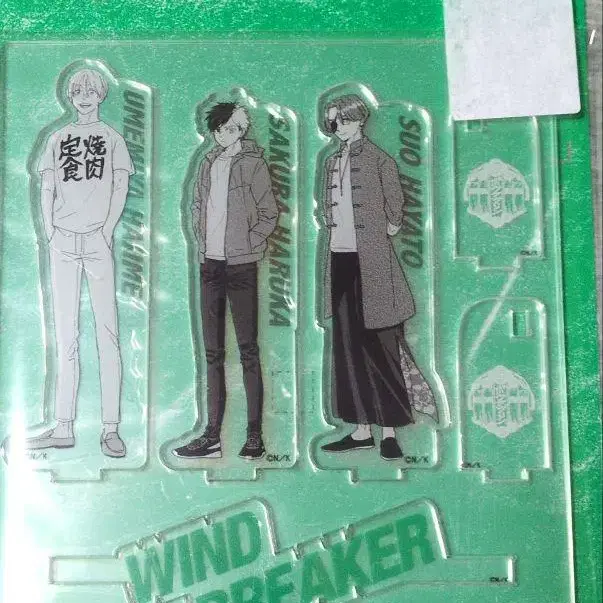 焼肉
定食
UMEMIYA HAJIME
SAKURA HARUKA
SUO HAYATO
©N/K
©N/K
©N/K
©N/K
WIND
BREAKER
©N/K